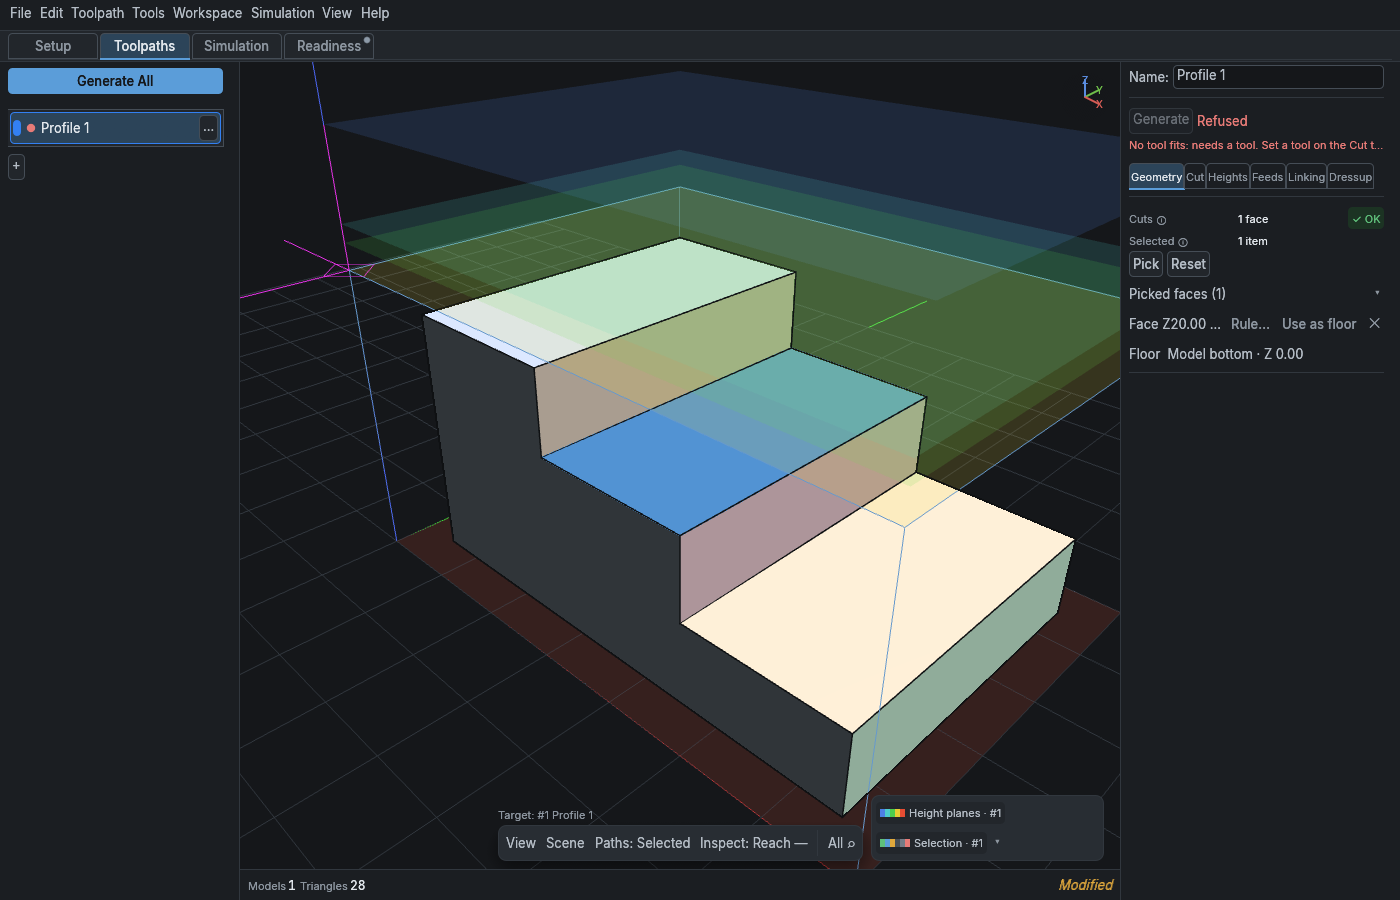 File Edit Toolpath Tools Workspace Simulation View Help
Setup Toolpaths Simulation Readiness
Generate All
Profile 1 ...
+
Z
Y
X
Name: Profile 1
Generate Refused
No tool fits: needs a tool. Set a tool on the Cut t...
Geometry Cut Heights Feeds Linking Dressup
Cuts 1 face ✓ OK
Selected 1 item
Pick Reset
Picked faces (1)
Face Z20.00 ... Rule... Use as floor
Floor Model bottom · Z 0.00
Target: #1 Profile 1
View Scene Paths: Selected Inspect: Reach — All
Height planes · #1
Selection · #1
Models 1 Triangles 28 Modified